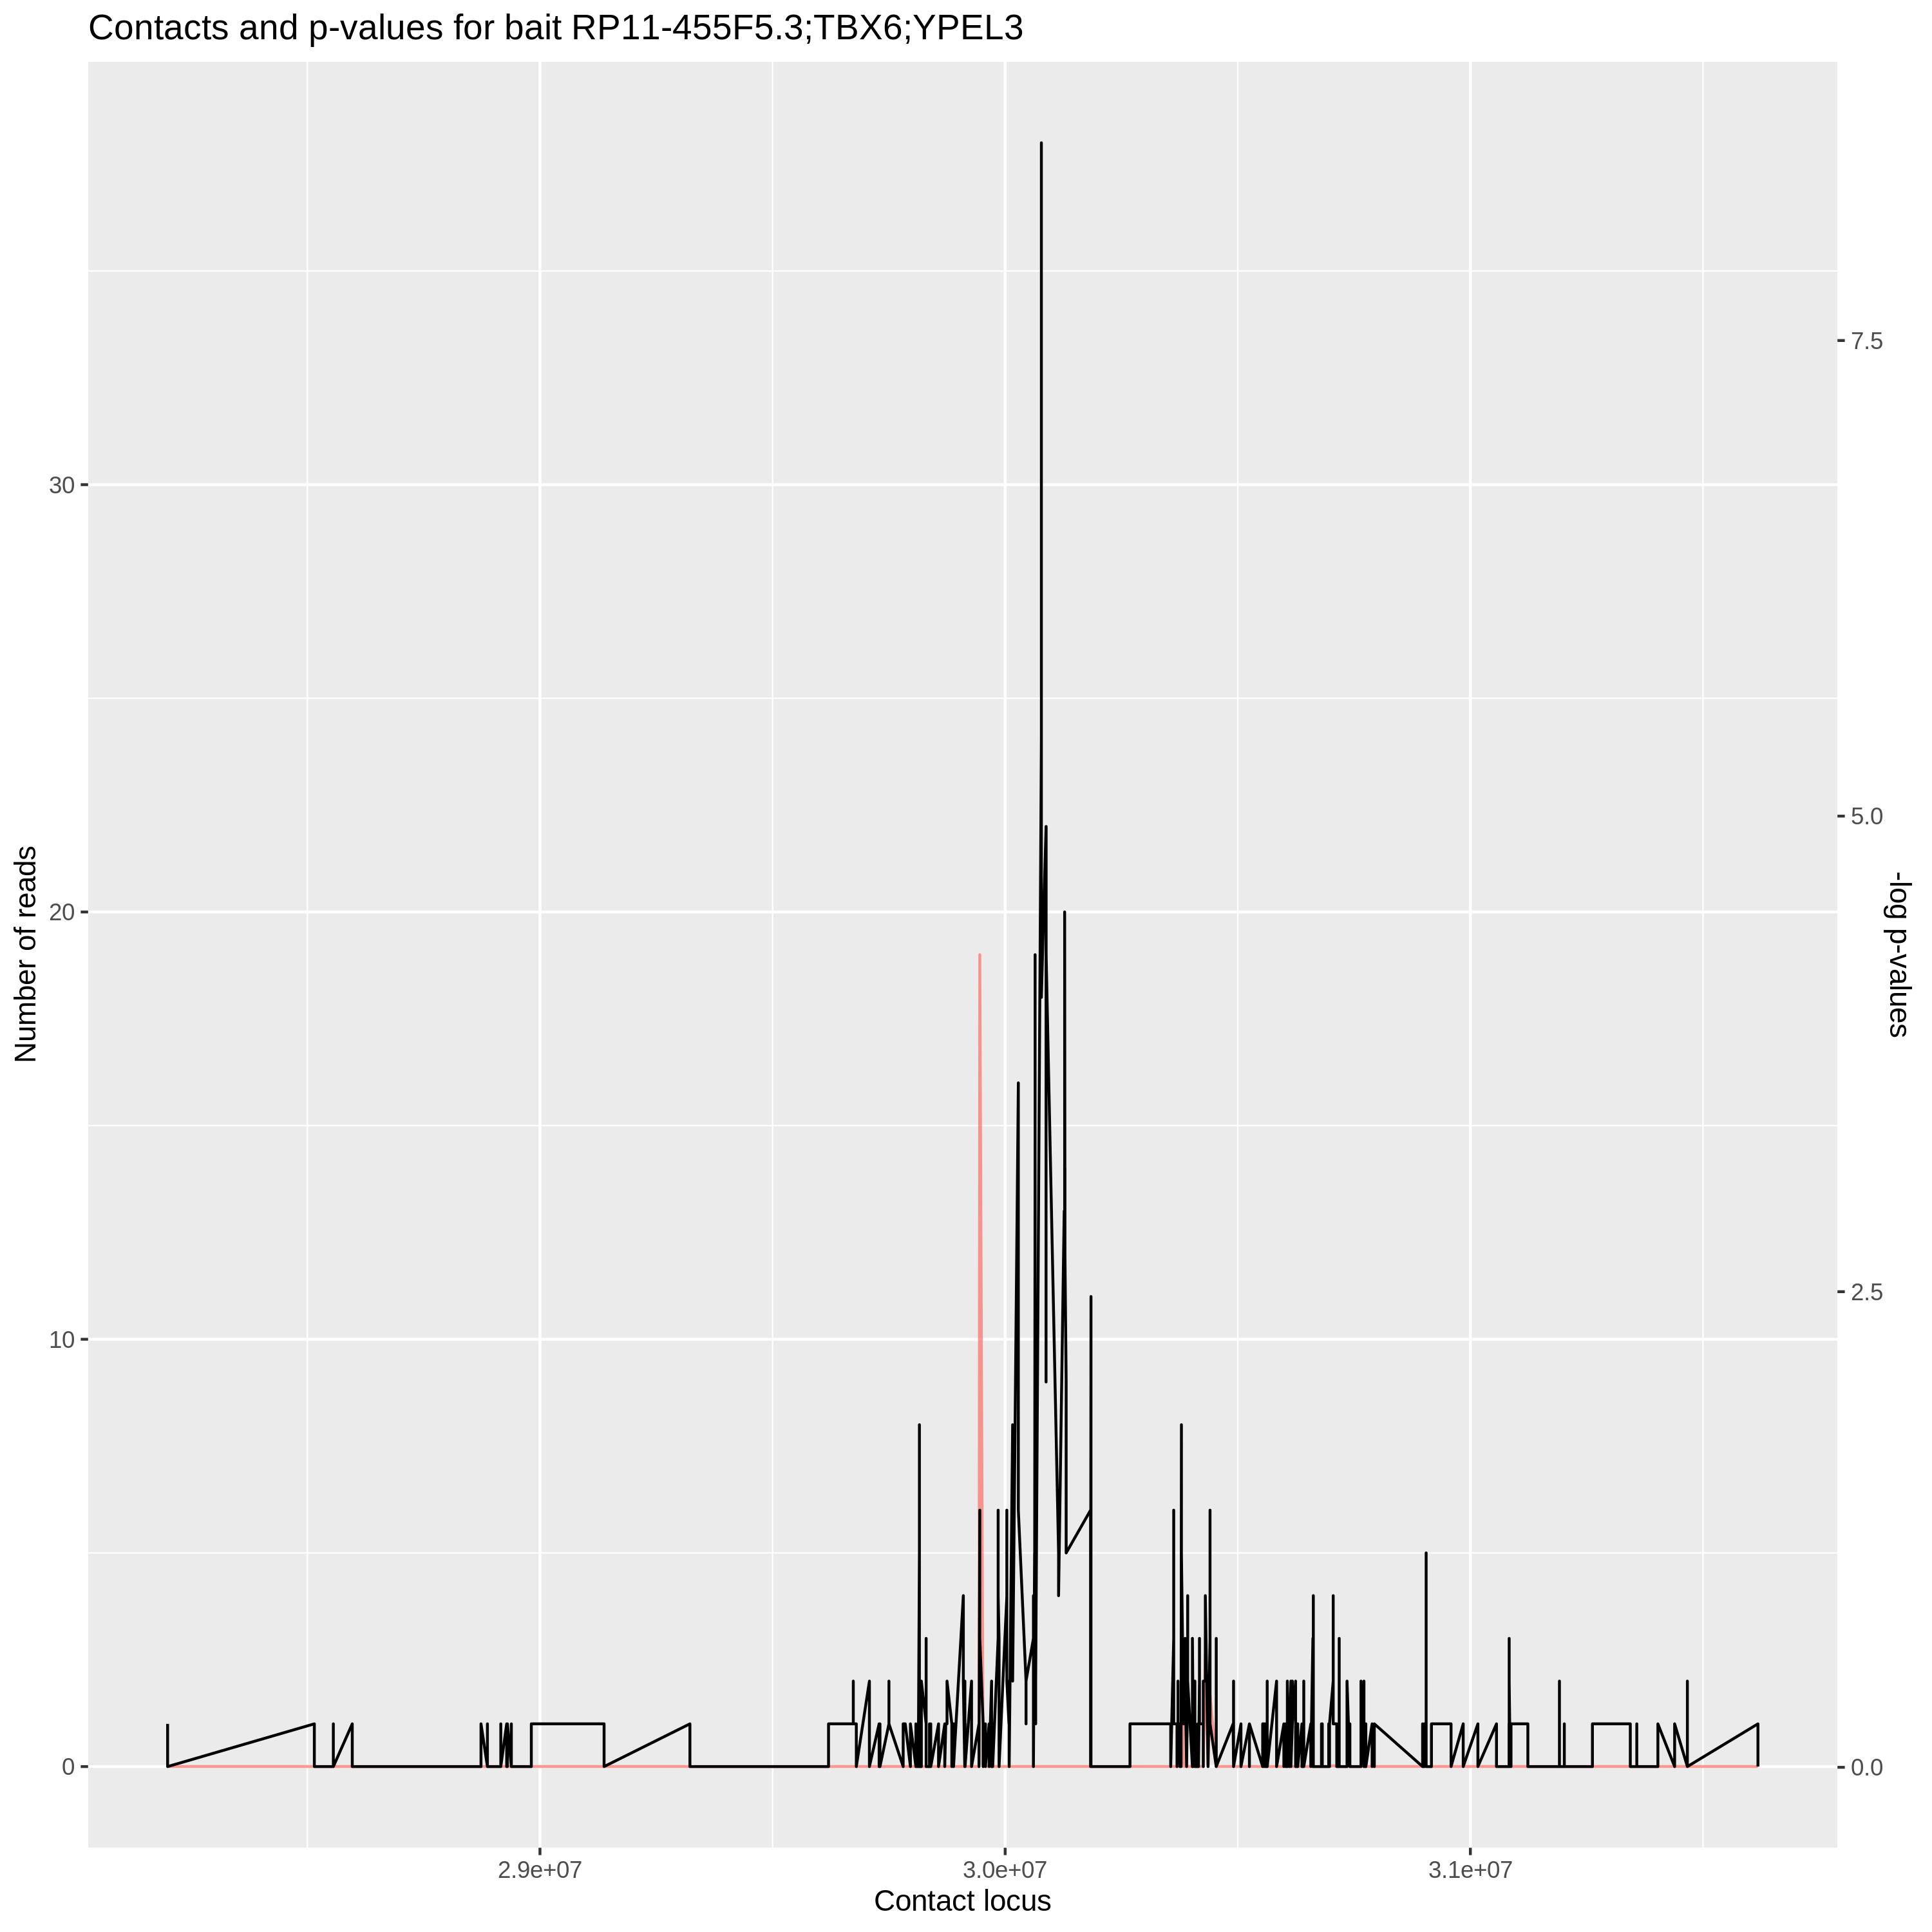 Contacts and p-values for bait RP11-455F5.3;TBX6;YPEL3
Number of reads
30
20
10
0
7.5
5.0
2.5
0.0
-log p-values
2.9e+07
3.0e+07
3.1e+07
Contact locus